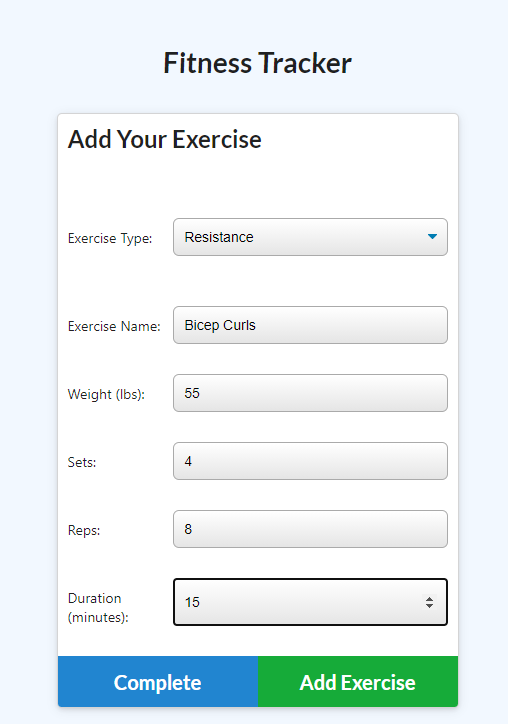 Fitness Tracker
Add Your Exercise
Exercise Type: Resistance
Exercise Name: Bicep Curls
Weight (lbs): 55
Sets: 4
Reps: 8
Duration (minutes): 15
Complete Add Exercise